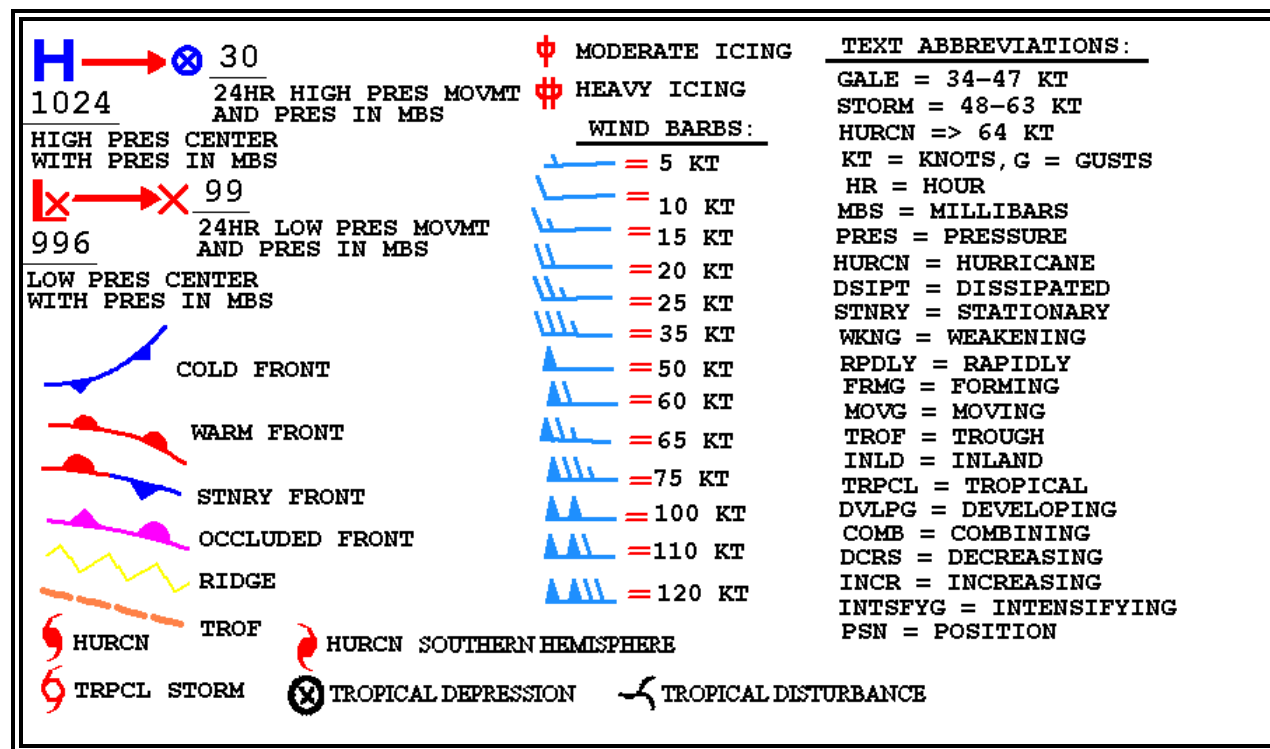 H
30
1024
24HR HIGH PRES MOVMT
AND PRES IN MBS
HIGH PRES CENTER
WITH PRES IN MBS
L
99
996
24HR LOW PRES MOVMT
AND PRES IN MBS
LOW PRES CENTER
WITH PRES IN MBS
COLD FRONT
WARM FRONT
STNRY FRONT
OCCLUDED FRONT
RIDGE
TROF
HURCN
HURCN SOUTHERN HEMISPHERE
TRPCL STORM
TROPICAL DEPRESSION
TROPICAL DISTURBANCE
MODERATE ICING
HEAVY ICING
WIND BARBS:
= 5 KT
= 10 KT
= 15 KT
= 20 KT
= 25 KT
= 35 KT
= 50 KT
= 60 KT
= 65 KT
= 75 KT
= 100 KT
= 110 KT
= 120 KT
TEXT ABBREVIATIONS:
GALE = 34-47 KT
STORM = 48-63 KT
HURCN => 64 KT
KT = KNOTS, G = GUSTS
HR = HOUR
MBS = MILLIBARS
PRES = PRESSURE
HURCN = HURRICANE
DSIPT = DISSIPATED
STNRY = STATIONARY
WKNG = WEAKENING
RPDLY = RAPIDLY
FRMG = FORMING
MOVG = MOVING
TROF = TROUGH
INLD = INLAND
TRPCL = TROPICAL
DVLPG = DEVELOPING
COMB = COMBINING
DCRS = DECREASING
INCR = INCREASING
INTSFYG = INTENSIFYING
PSN = POSITION